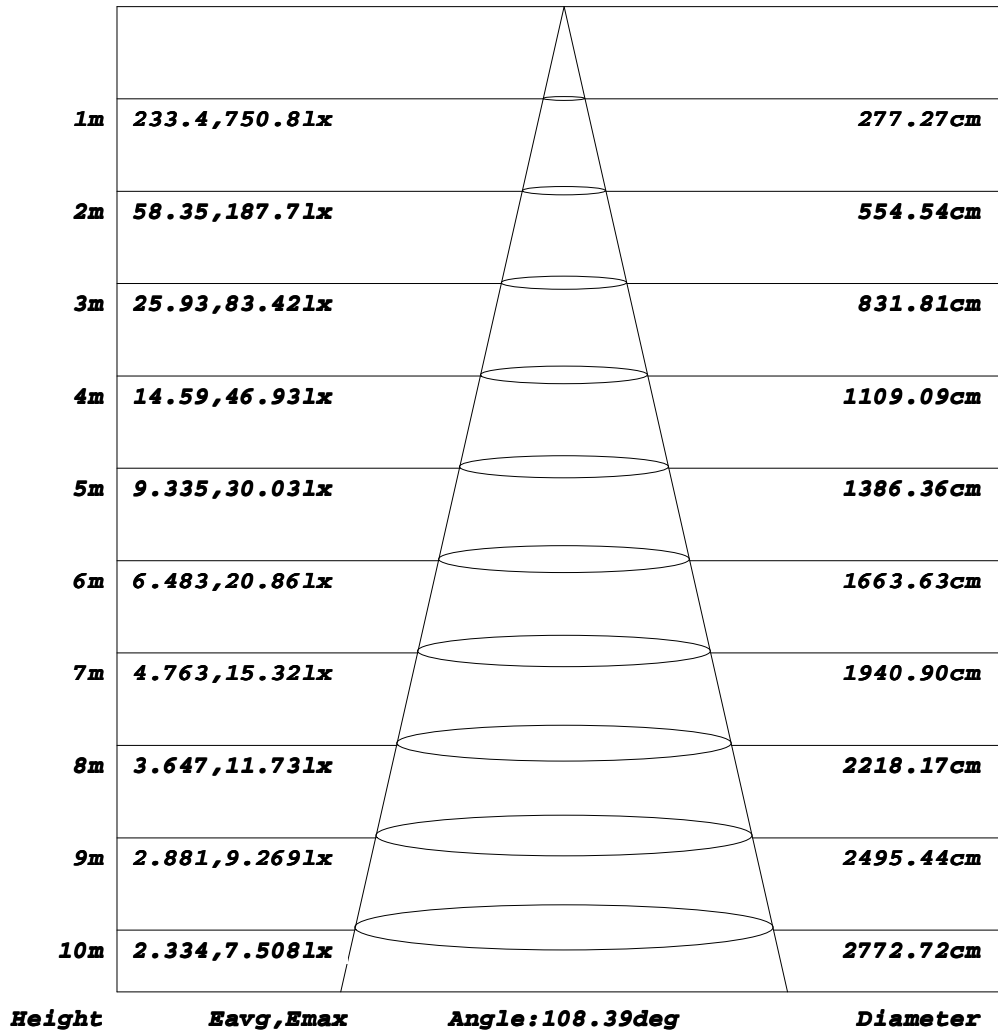 1m 233.4,750.8lx 277.27cm
2m 58.35,187.7lx 554.54cm
3m 25.93,83.42lx 831.81cm
4m 14.59,46.93lx 1109.09cm
5m 9.335,30.03lx 1386.36cm
6m 6.483,20.86lx 1663.63cm
7m 4.763,15.32lx 1940.90cm
8m 3.647,11.73lx 2218.17cm
9m 2.881,9.269lx 2495.44cm
10m 2.334,7.508lx 2772.72cm
Height Eavg,Emax Angle:108.39deg Diameter